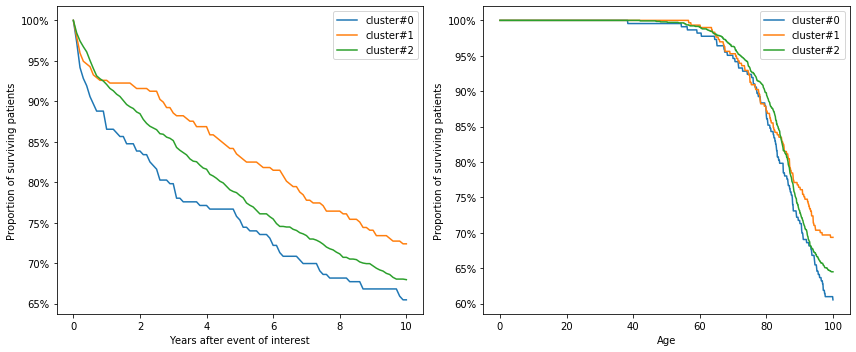 100%
95%
90%
85%
80%
75%
70%
65%
Proportion of surviving patients
0
2
4
6
8
10
Years after event of interest
cluster#0
cluster#1
cluster#2
100%
95%
90%
85%
80%
75%
70%
65%
60%
Proportion of surviving patients
0
20
40
60
80
100
Age
cluster#0
cluster#1
cluster#2